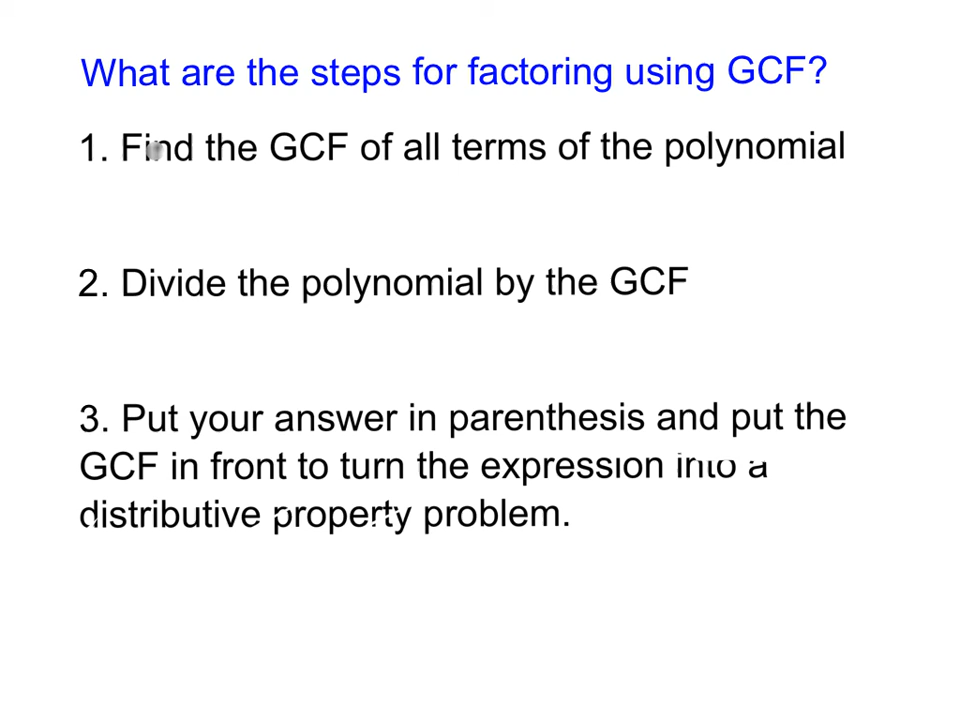 What are the steps for factoring using GCF?
1. Find the GCF of all terms of the polynomial
2. Divide the polynomial by the GCF
3. Put your answer in parenthesis and put the
GCF in front to turn the expression into a
distributive property problem.